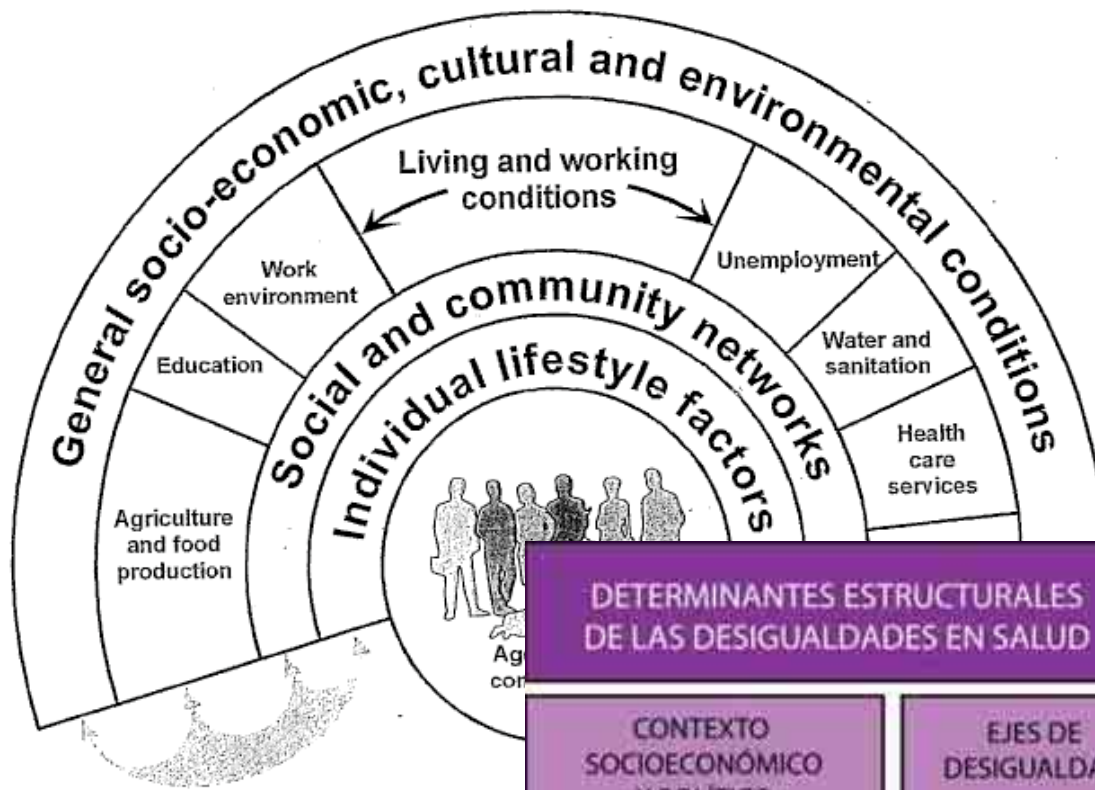 General socio-economic, cultural and environmental conditions
Living and working
conditions
Work
environment
Unemployment
Education
Water and
sanitation
Agriculture
and food
production
Health
care
services
Social and community networks
Individual lifestyle factors
DETERMINANTES ESTRUCTURALES
DE LAS DESIGUALDADES EN SALUD
CONTEXTO
SOCIOECONÓMICO
EJES DE